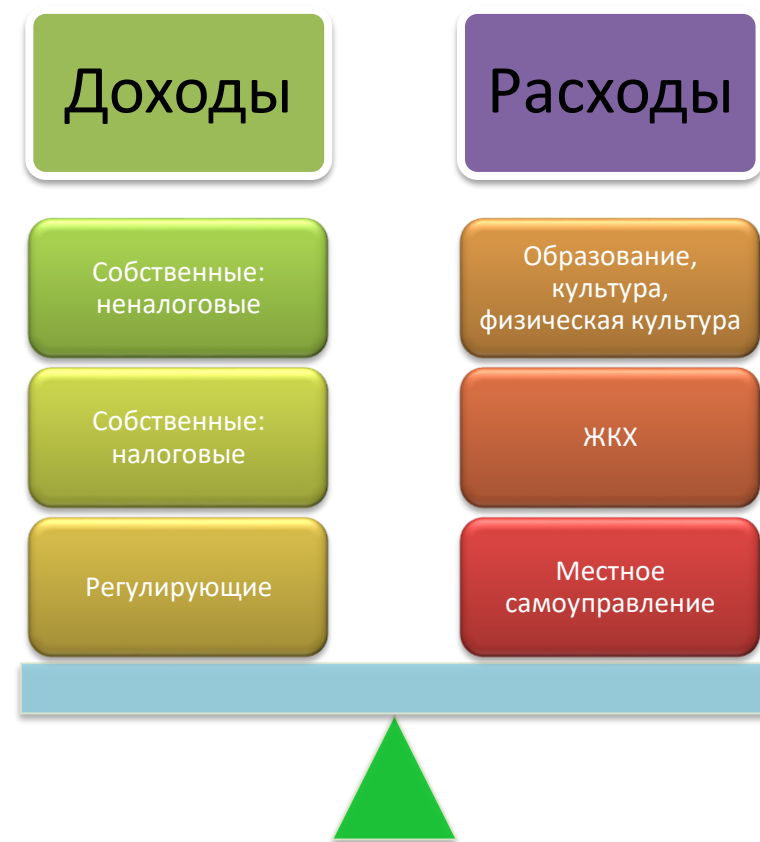 Доходы
Собственные:
неналоговые
Собственные:
налоговые
Регулирующие
Расходы
Образование,
культура,
физическая культура
ЖКХ
Местное
самоуправление